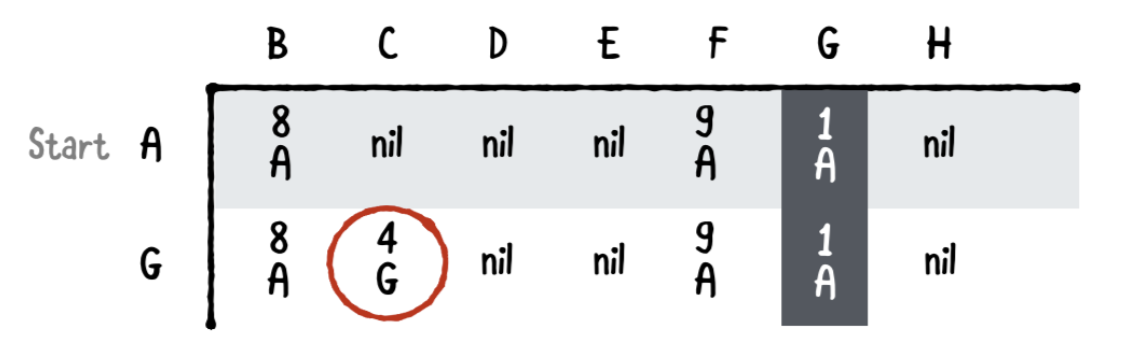 B C D E F G H
Start A 8 A nil nil nil 9 A 1 A nil
G 8 A 4 G nil nil 9 A 1 A nil